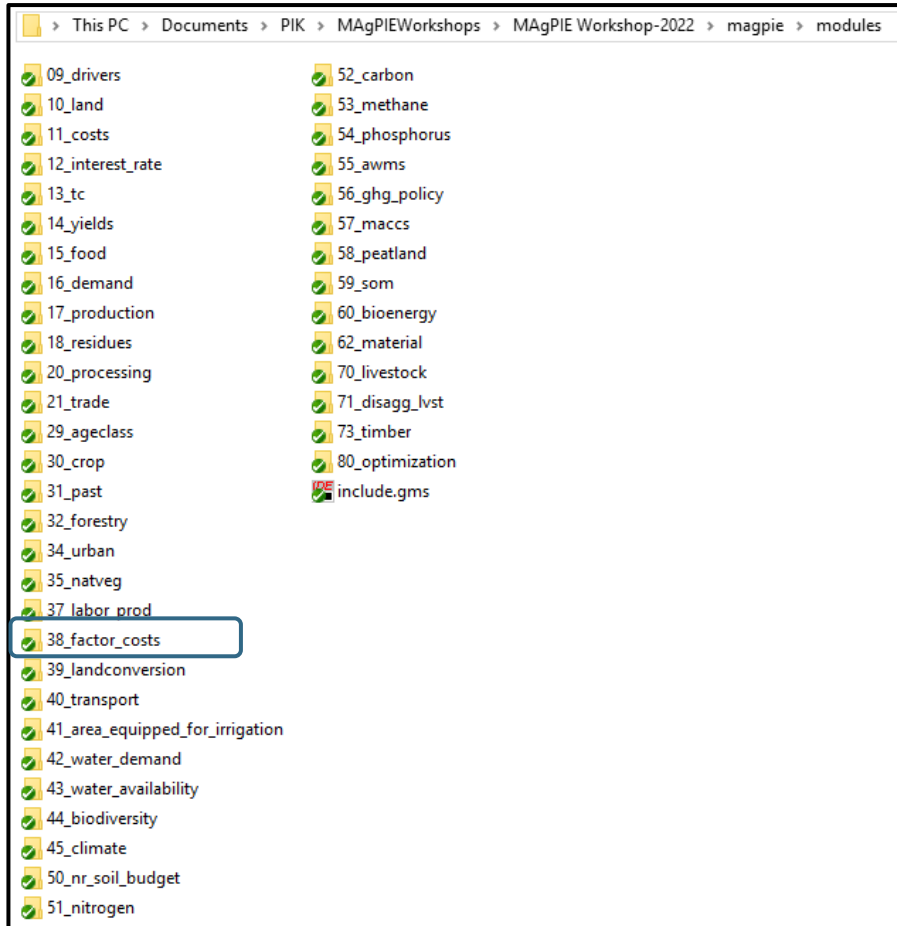 This PC > Documents > PIK > MAgPIEWorkshops > MAgPIE Workshop-2022 > magpie > modules
09_drivers
10_land
11_costs
12_interest_rate
13_tc
14_yields
15_food
16_demand
17_production
18_residues
20_processing
21_trade
29_ageclass
30_crop
31_past
32_forestry
34_urban
35_natveg
37_labor_prod
38_factor_costs
39_landconversion
40_transport
41_area_equipped_for_irrigation
42_water_demand
43_water_availability
44_biodiversity
45_climate
50_nr_soil_budget
51_nitrogen
52_carbon
53_methane
54_phosphorus
55_awms
56_ghg_policy
57_maccs
58_peatland
59_som
60_bioenergy
62_material
70_livestock
71_disagg_lvst
73_timber
80_optimization
include.gms